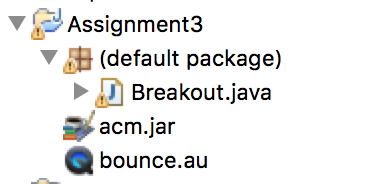 Assignment3
(default package)
Breakout.java
acm.jar
bounce.au